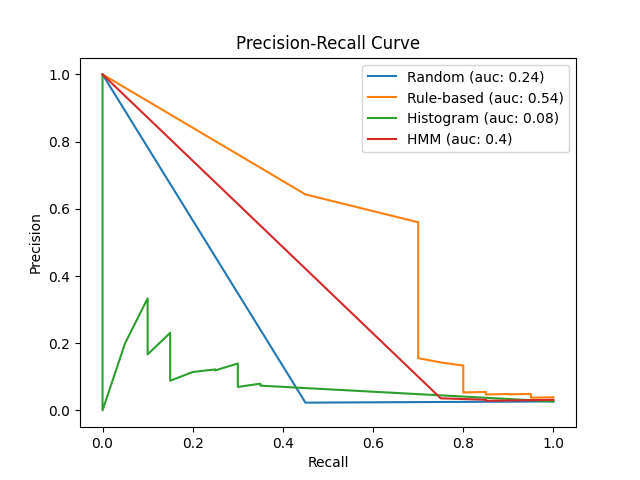 Precision-Recall Curve
Random (auc: 0.24)
Rule-based (auc: 0.54)
Histogram (auc: 0.08)
HMM (auc: 0.4)
Precision
1.0
0.8
0.6
0.4
0.2
0.0
0.0 0.2 0.4 0.6 0.8 1.0
Recall